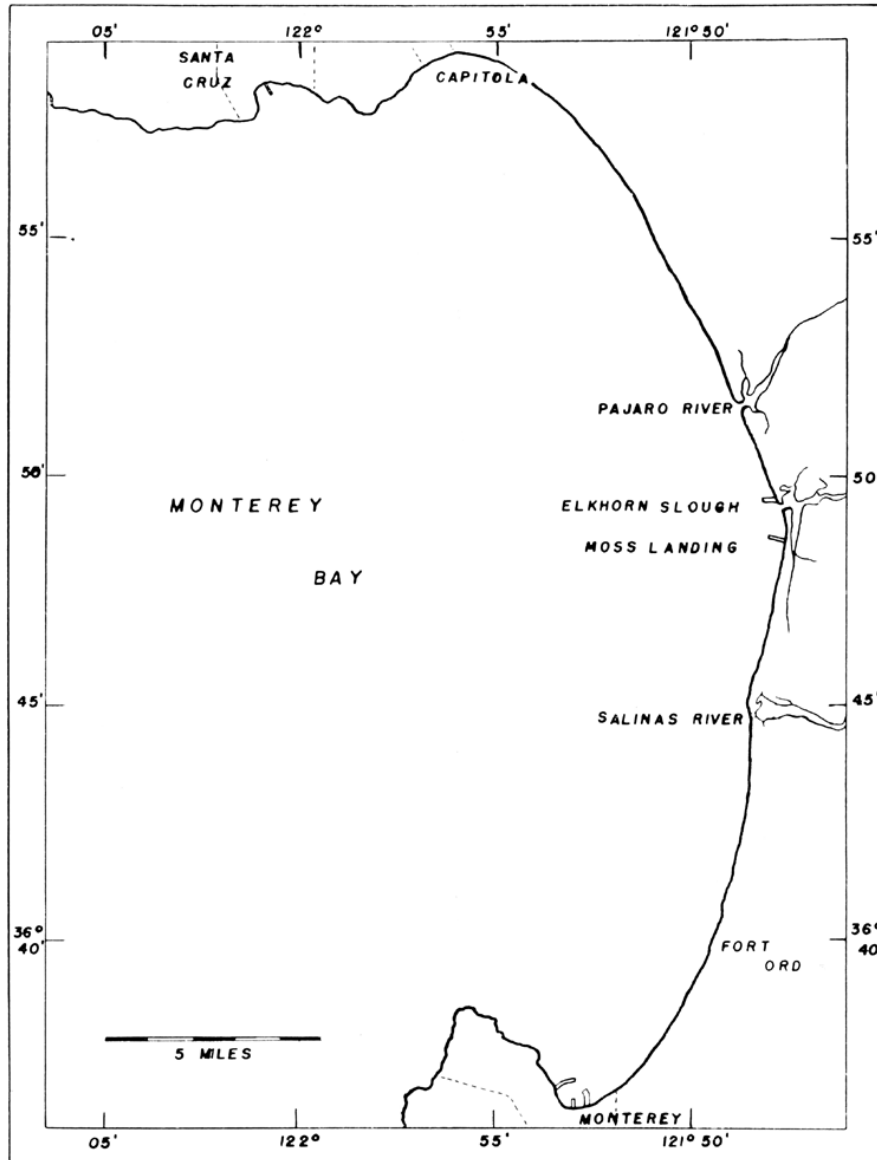 05' 122° 55' 121° 50'
SANTA
CRUZ
CAPITOLA
55' 55'
PAJARO RIVER
50' 50'
MONTEREY
ELKHORN SLOUGH
MOSS LANDING
BAY
45' 45'
SALINAS RIVER
36° 36°
40' 40'
FORT
ORD
5 MILES
MONTEREY
05' 122° 55' 121° 50'